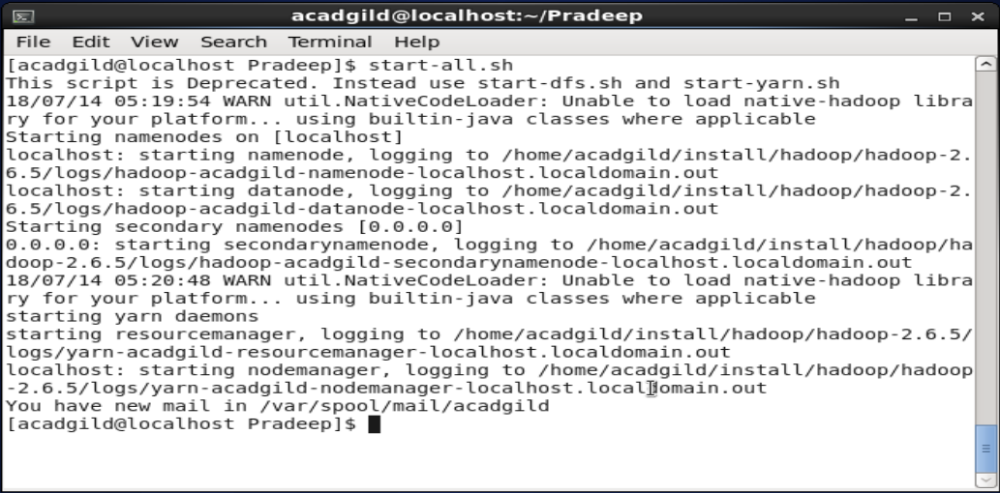 acadgild@localhost:~/Pradeep
File Edit View Search Terminal Help
[acadgild@localhost Pradeep]$ start-all.sh
This script is Deprecated. Instead use start-dfs.sh and start-yarn.sh
18/07/14 05:19:54 WARN util.NativeCodeLoader: Unable to load native-hadoop libra
ry for your platform... using builtin-java classes where applicable
Starting namenodes on [localhost]
localhost: starting namenode, logging to /home/acadgild/install/hadoop/hadoop-2.
6.5/logs/hadoop-acadgild-namenode-localhost.localdomain.out
localhost: starting datanode, logging to /home/acadgild/install/hadoop/hadoop-2.
6.5/logs/hadoop-acadgild-datanode-localhost.localdomain.out
Starting secondary namenodes [0.0.0.0]
0.0.0.0: starting secondarynamenode, logging to /home/acadgild/install/hadoop/ha
doop-2.6.5/logs/hadoop-acadgild-secondarynamenode-localhost.localdomain.out
18/07/14 05:20:48 WARN util.NativeCodeLoader: Unable to load native-hadoop libra
ry for your platform... using builtin-java classes where applicable
starting yarn daemons
starting resourcemanager, logging to /home/acadgild/install/hadoop/hadoop-2.6.5/
logs/yarn-acadgild-resourcemanager-localhost.localdomain.out
localhost: starting nodemanager, logging to /home/acadgild/install/hadoop/hadoop
-2.6.5/logs/yarn-acadgild-nodemanager-localhost.localdomain.out
You have new mail in /var/spool/mail/acadgild
[acadgild@localhost Pradeep]$